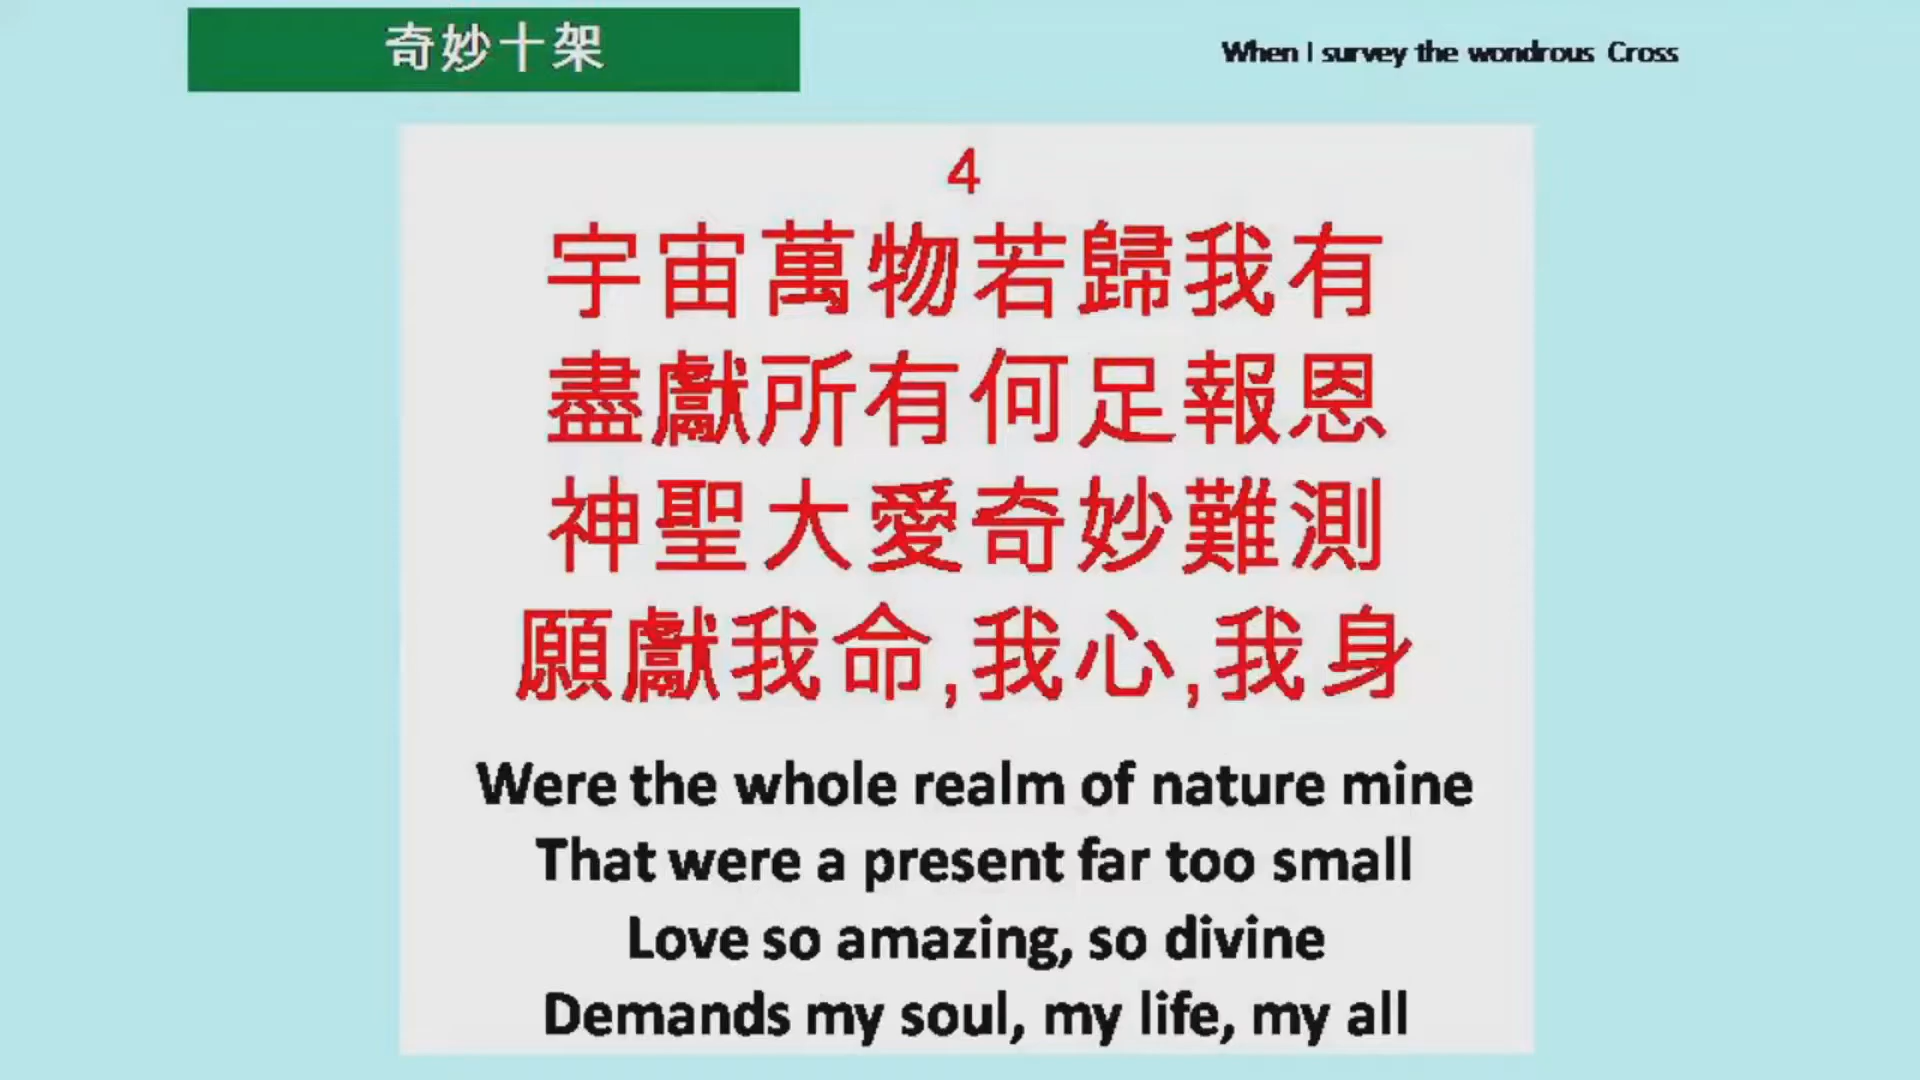 奇妙十架
When I survey the wondrous Cross
4
宇宙萬物若歸我有
盡獻所有何足報恩
神聖大愛奇妙難測
願獻我命,我心,我身
Were the whole realm of nature mine
That were a present far too small
Love so amazing, so divine
Demands my soul, my life, my all